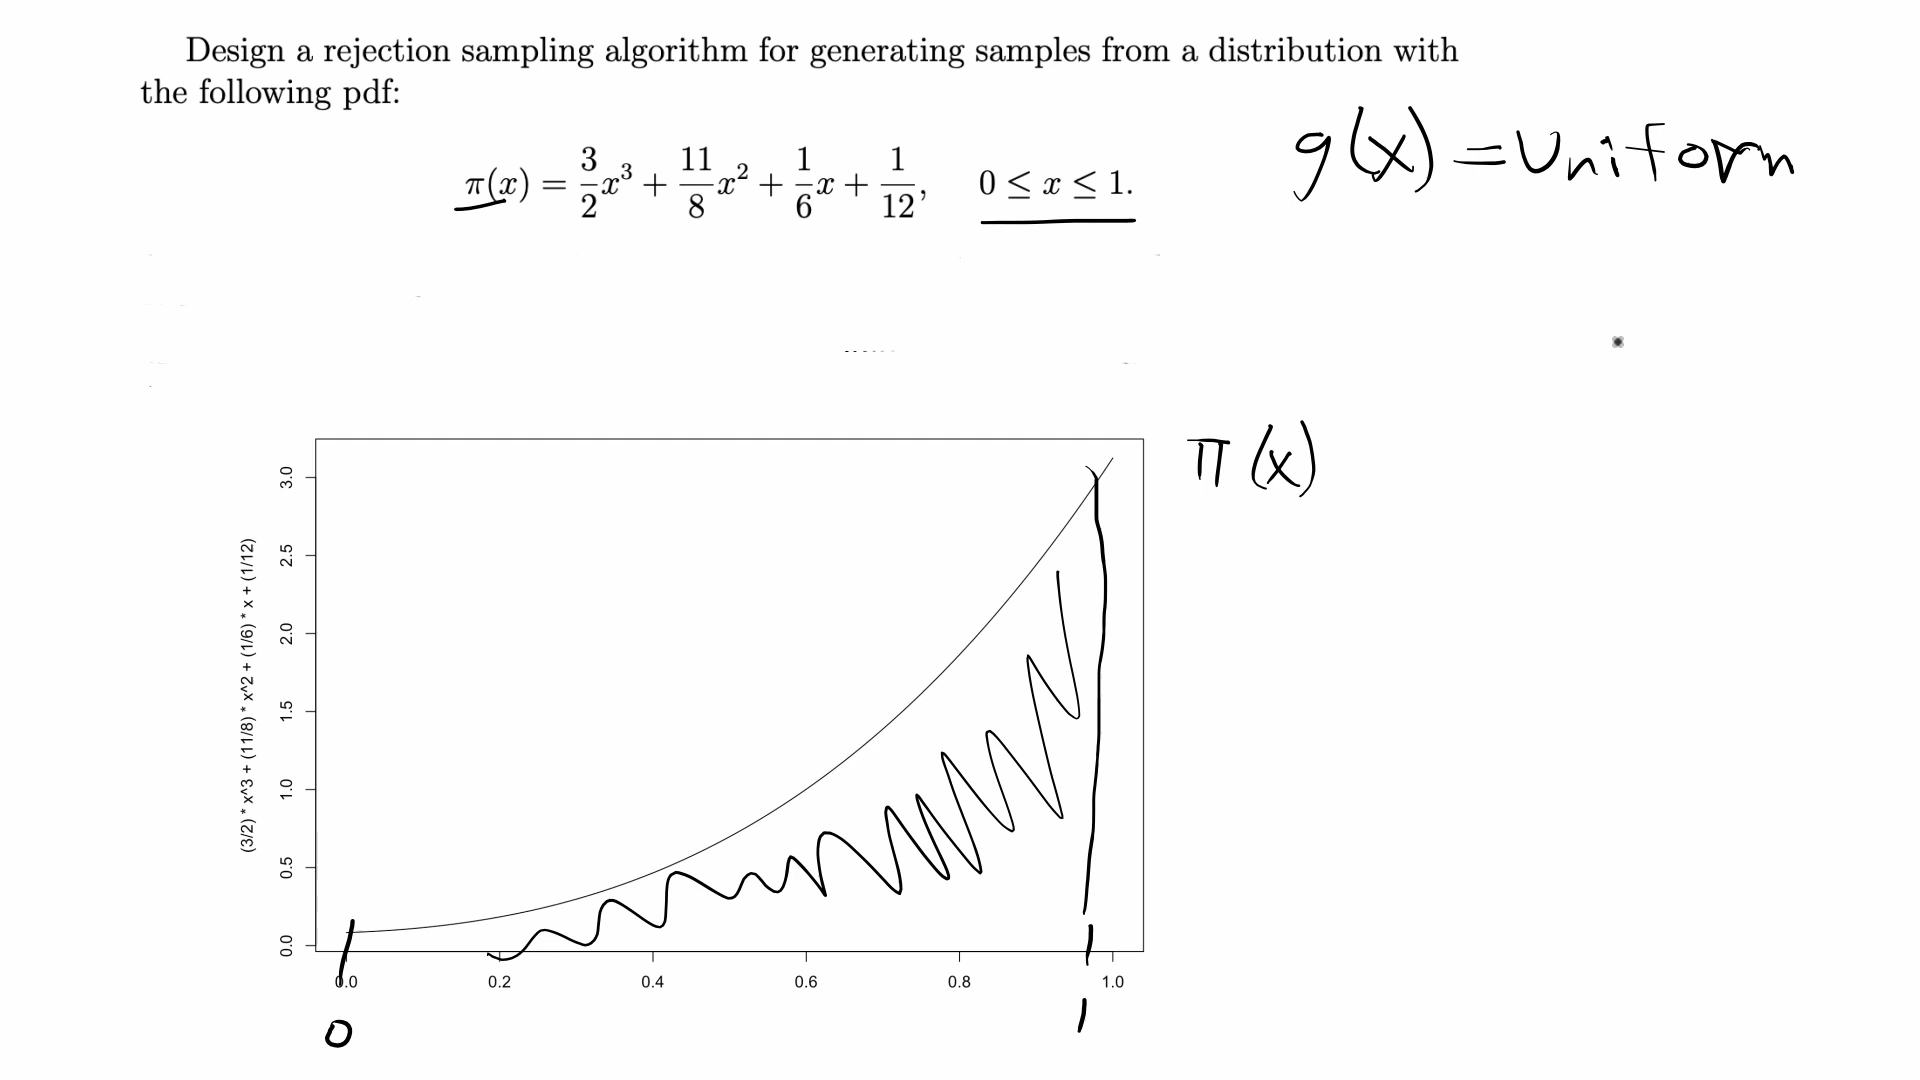 Design a rejection sampling algorithm for generating samples from a distribution with
the following pdf:
g(x) = Uniform
π(x) = 3/2 x³ + 11/8 x² + 1/6 x + 1/12, 0 ≤ x ≤ 1.
π(x)
(3/2) * x^3 + (11/8) * x^2 + (1/6) * x + (1/12)
3.0
2.5
2.0
1.5
1.0
0.5
0.0
0.0 0.2 0.4 0.6 0.8 1.0
0 1